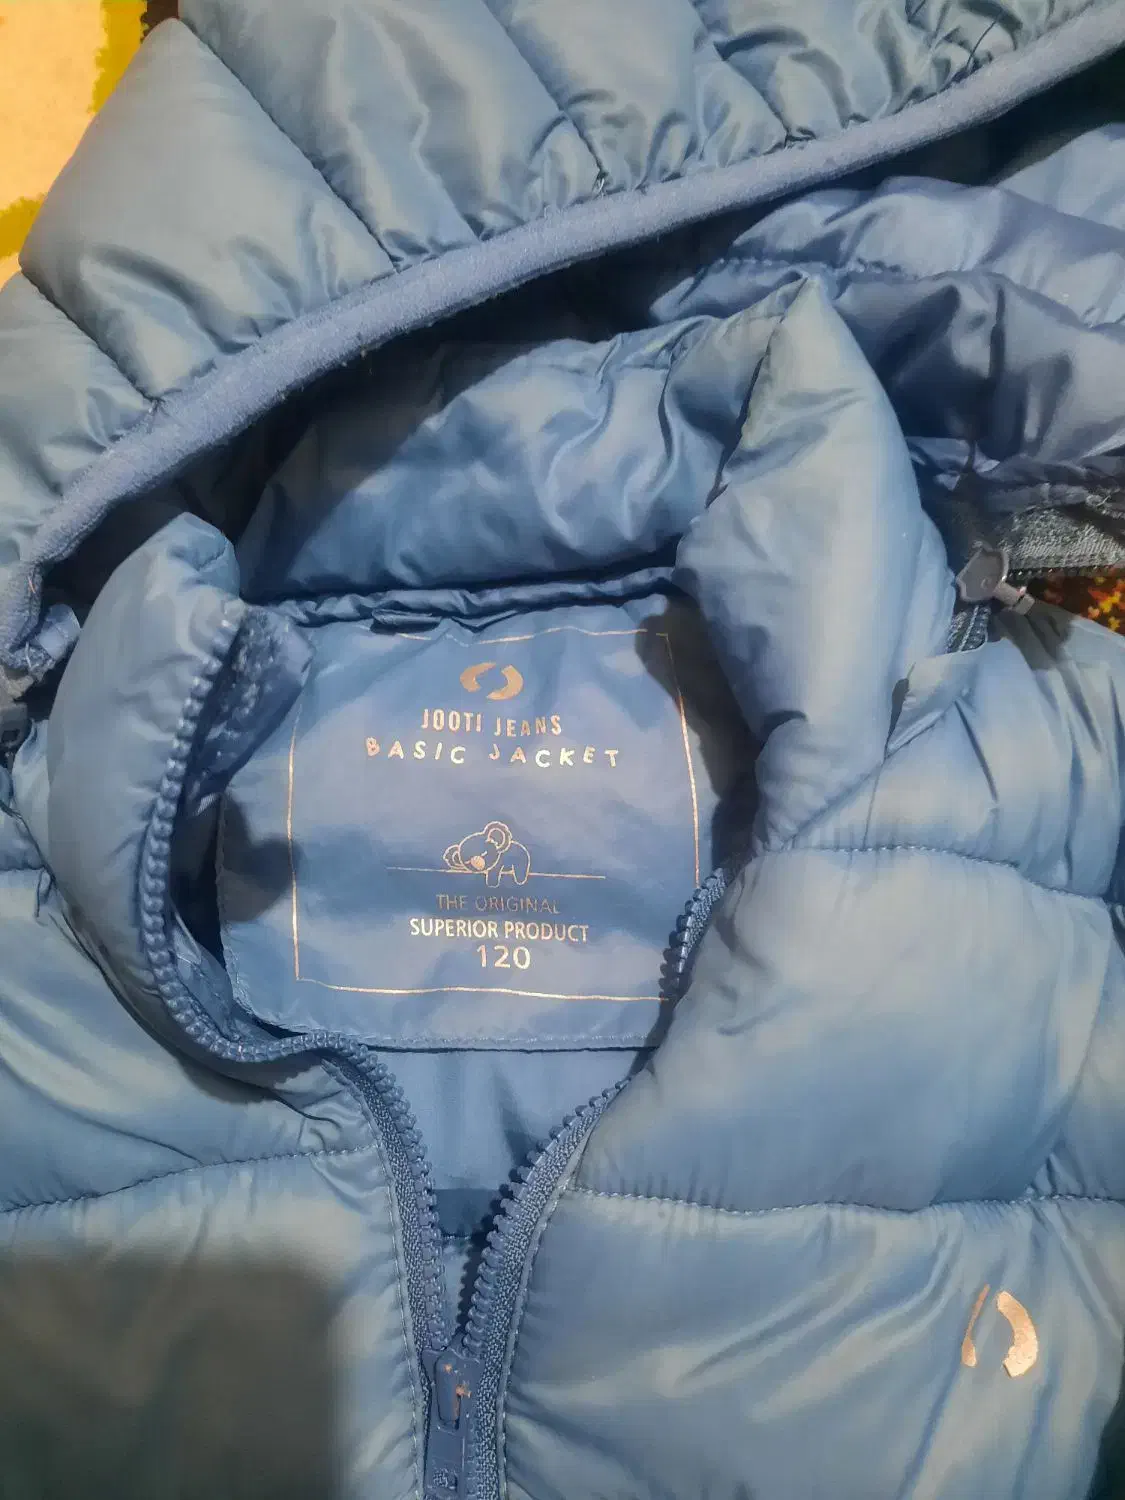 JOOTI JEANS
BASIC JACKET
THE ORIGINAL
SUPERIOR PRODUCT
120